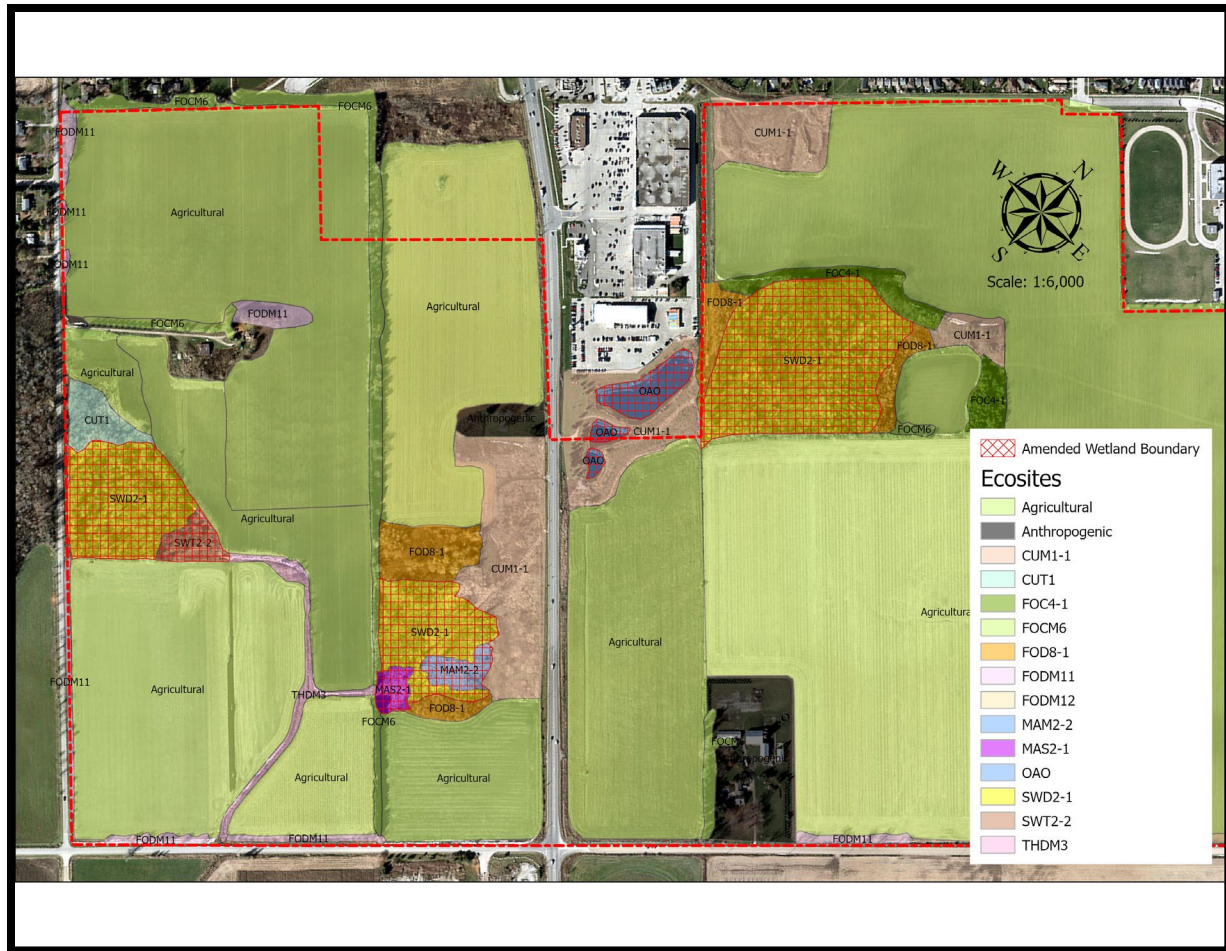 FOCM6
FOCM6
FODM11
CUM1-1
W
N
S
E
Scale: 1:6,000
Agricultural
FODM11
ODM11
Agricultural
FOC4-1
FOD8-1
FODM11
FOCM6
SWD2-1
CUM1-1
FOD8-1
Agricultural
OAO
FOC4-1
CUT1
Anthropogenic
OAO
CUM1-1
FOCM6
OAO
SWD2-1
Agricultural
SWT2-2
FOD8-1
CUM1-1
Agricultura
SWD2-1
Agricultural
MAM2-2
FODM11
Agricultural
MAS2-1
THDM3
FOD8-1
FOCM6
FOCM
Agricultural
Agricultural
FODM11
FODM11
FODM11
Amended Wetland Boundary
Ecosites
Agricultural
Anthropogenic
CUM1-1
CUT1
FOC4-1
FOCM6
FOD8-1
FODM11
FODM12
MAM2-2
MAS2-1
OAO
SWD2-1
SWT2-2
THDM3